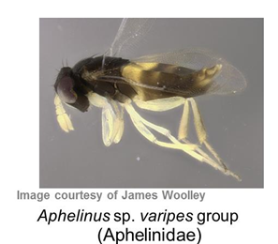 Image courtesy of James Woolley
Aphelinus sp. varipes group
(Aphelinidae)